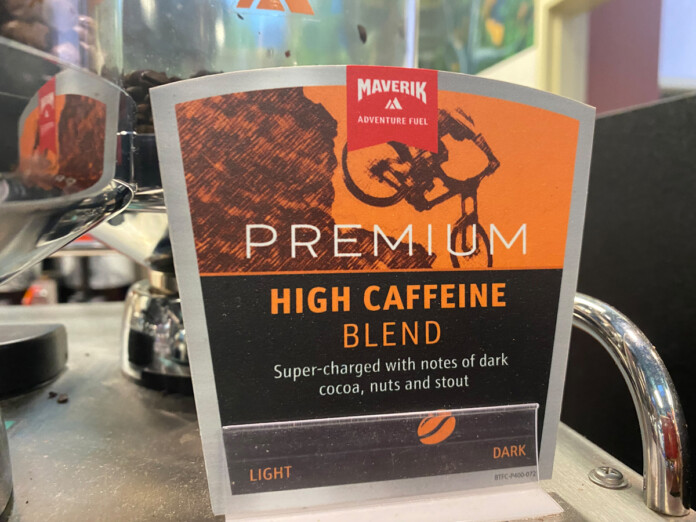 MAVERIK
ADVENTURE FUEL
PREMIUM
HIGH CAFFEINE
BLEND
Super-charged with notes of dark
cocoa, nuts and stout
LIGHT
DARK